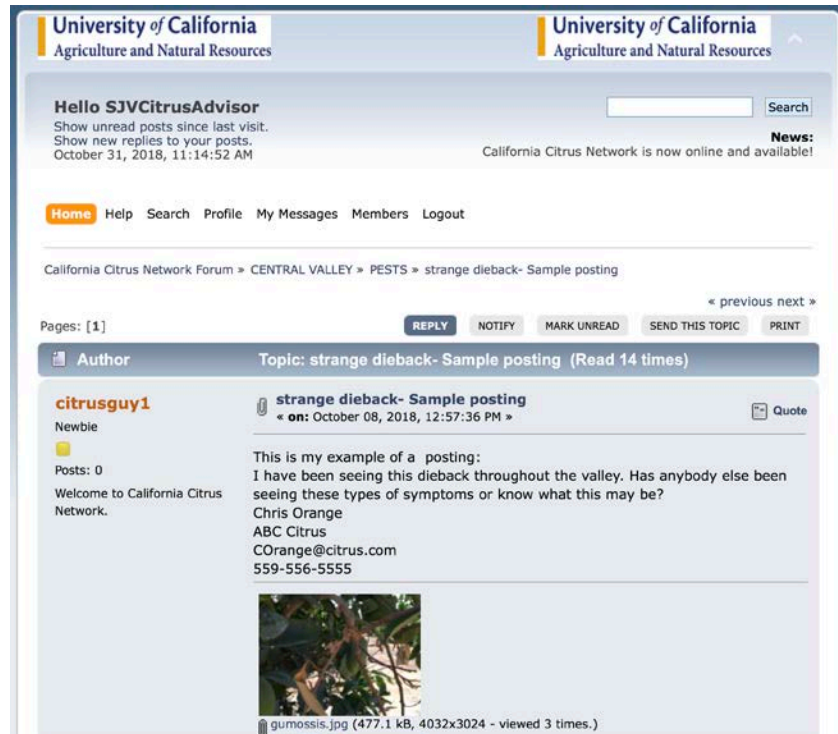 University of California
Agriculture and Natural Resources
University of California
Agriculture and Natural Resources
Hello SJVCitrusAdvisor
Show unread posts since last visit.
Show new replies to your posts.
October 31, 2018, 11:14:52 AM
Search
News:
California Citrus Network is now online and available!
Home Help Search Profile My Messages Members Logout
California Citrus Network Forum » CENTRAL VALLEY » PESTS » strange dieback- Sample posting
« previous next »
Pages: [1]
REPLY NOTIFY MARK UNREAD SEND THIS TOPIC PRINT
Author Topic: strange dieback- Sample posting (Read 14 times)
citrusguy1
Newbie
Posts: 0
Welcome to California Citrus
Network.
strange dieback- Sample posting
« on: October 08, 2018, 12:57:36 PM »
Quote
This is my example of a posting:
I have been seeing this dieback throughout the valley. Has anybody else been
seeing these types of symptoms or know what this may be?
Chris Orange
ABC Citrus
COrange@citrus.com
559-556-5555
gumossis.jpg (477.1 kB, 4032x3024 - viewed 3 times.)